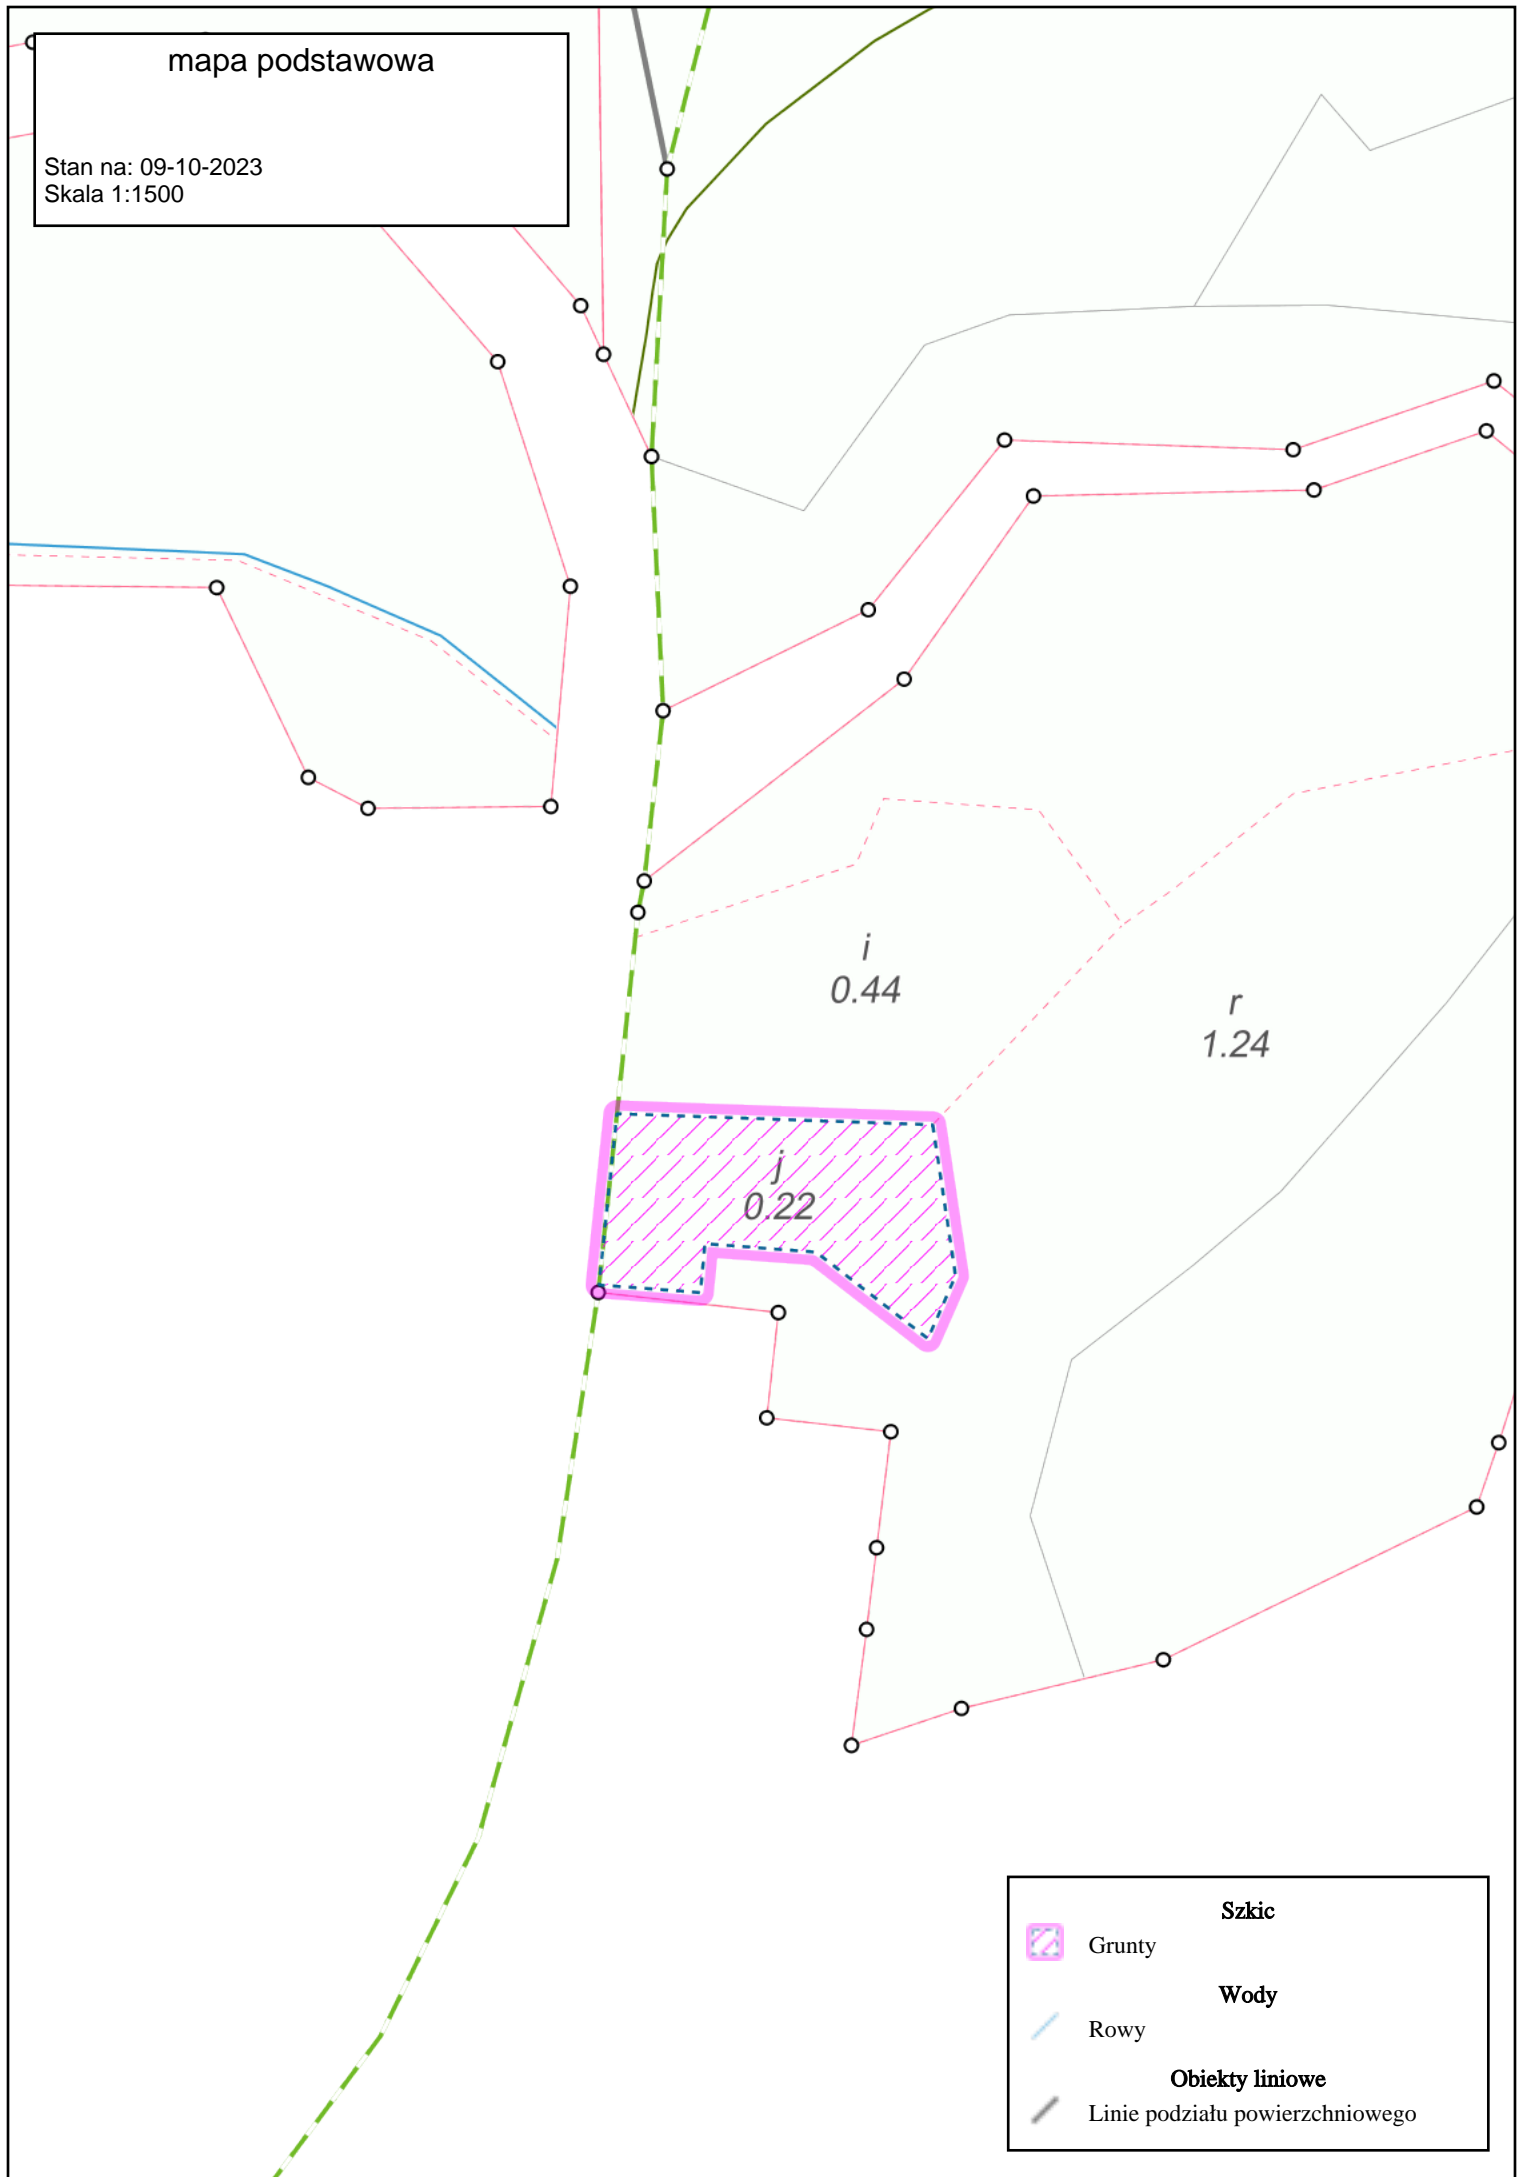 mapa podstawowa
Stan na: 09-10-2023
Skala 1:1500
i
0.44
r
1.24
j
0.22
Szkic
Grunty
Wody
Rowy
Obiekty liniowe
Linie podziału powierzchniowego